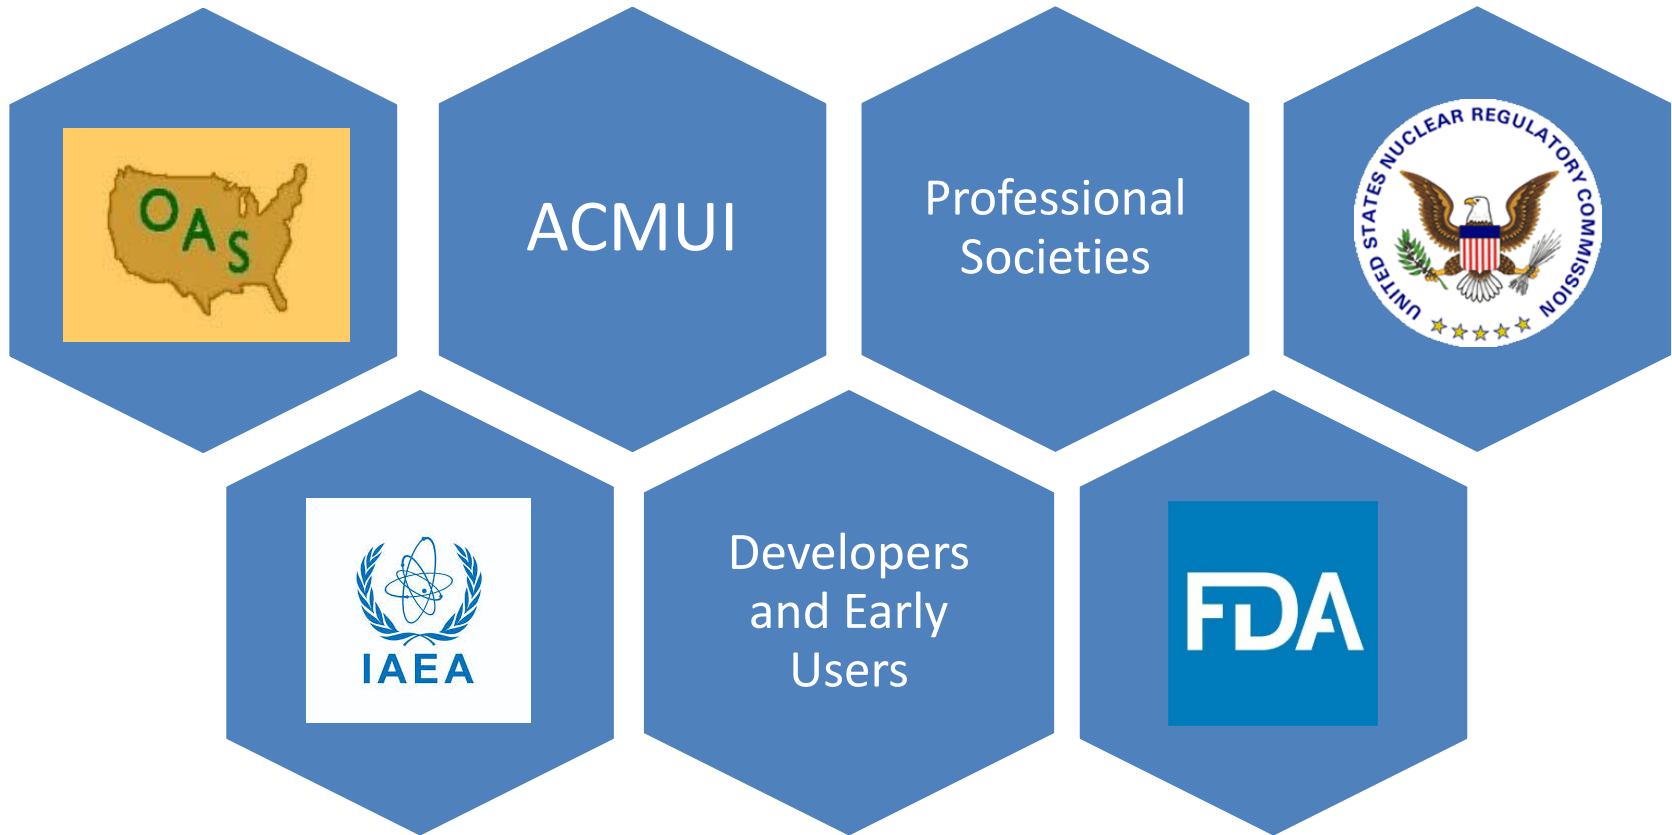 OAS
ACMUI
Professional
Societies
UNITED STATES NUCLEAR REGULATORY COMMISSION
IAEA
Developers
and Early
Users
FDA